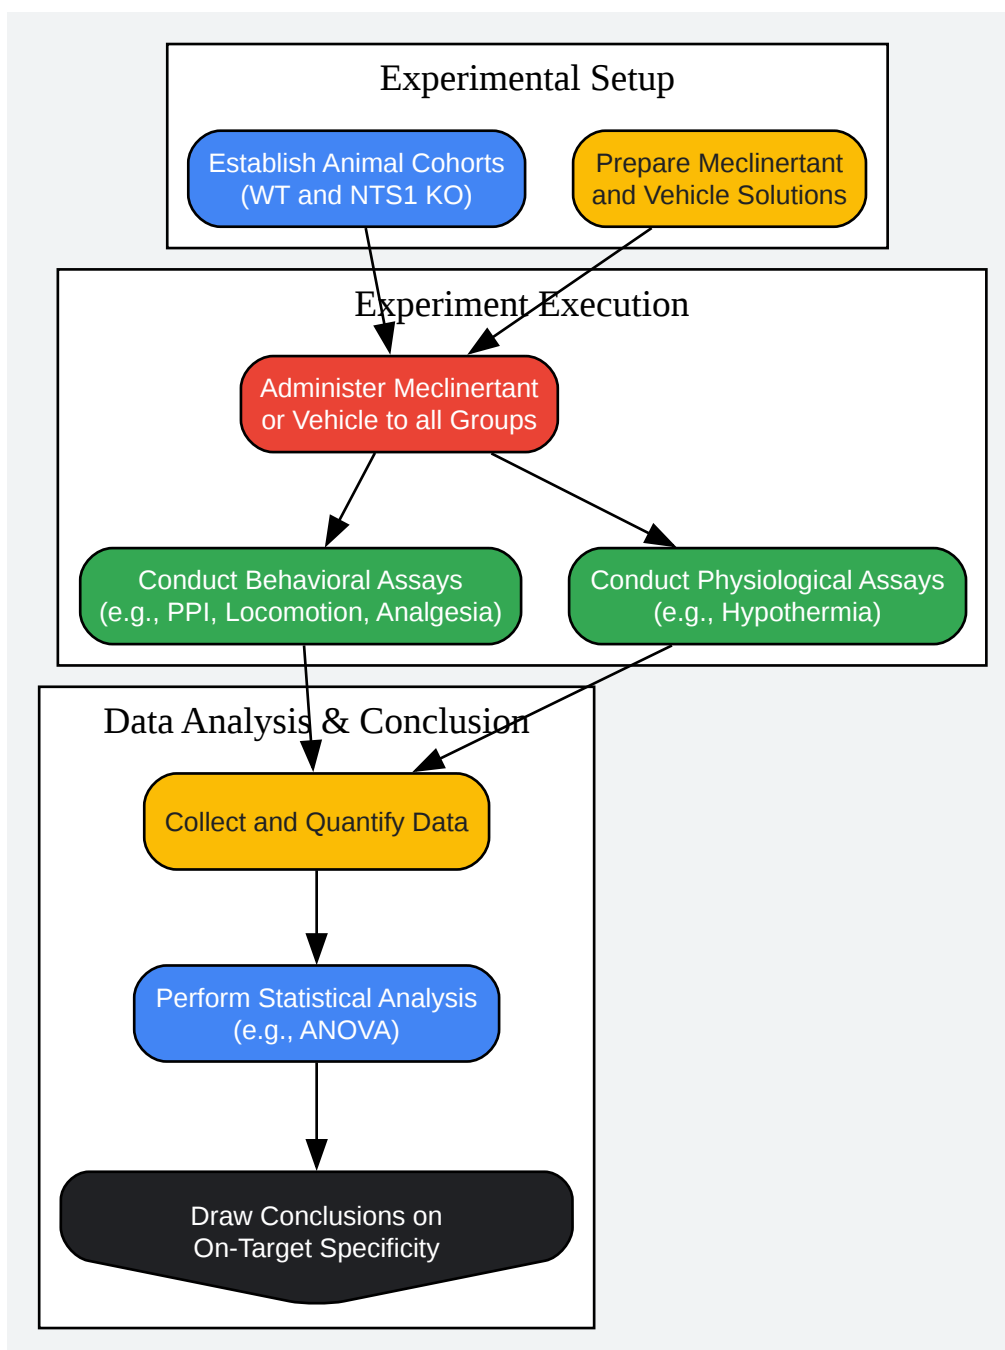 Experimental Setup
Establish Animal Cohorts
(WT and NTS1 KO)
Prepare Meclinertant
and Vehicle Solutions
Experiment Execution
Administer Meclinertant
or Vehicle to all Groups
Conduct Behavioral Assays
(e.g., PPI, Locomotion, Analgesia)
Conduct Physiological Assays
(e.g., Hypothermia)
Data Analysis & Conclusion
Collect and Quantify Data
Perform Statistical Analysis
(e.g., ANOVA)
Draw Conclusions on
On-Target Specificity